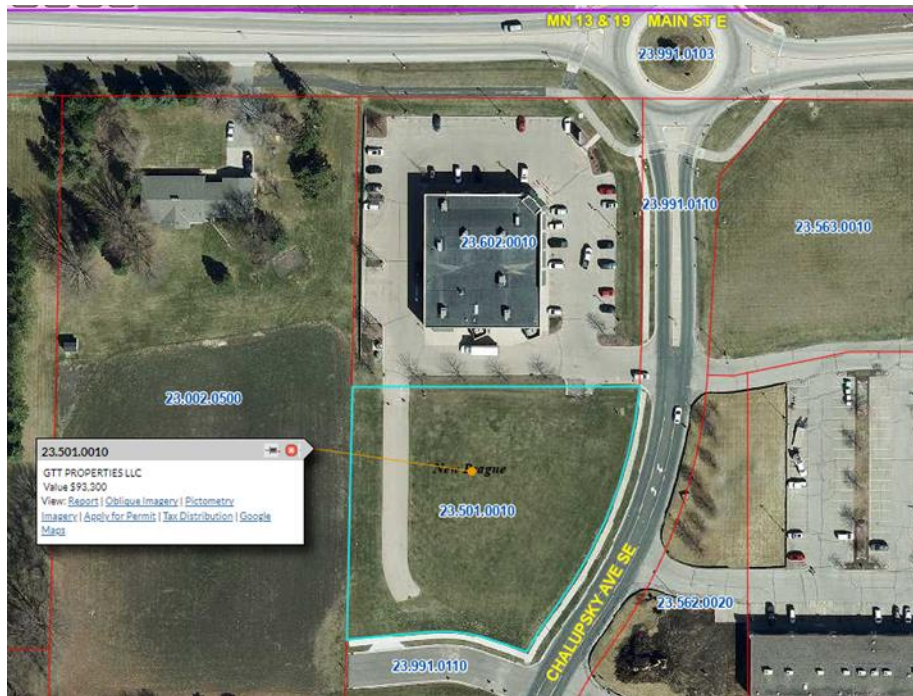 MN 13 & 19 MAIN ST E
23.991.0103
23.991.0110
23.602.0010
23.563.0010
23.002.0500
23.501.0010
GTT PROPERTIES LLC
Value $93,300
View: Report | Oblique Imagery | Pictometry
Imagery | Apply for Permit | Tax Distribution | Google
Maps
New Prague
23.501.0010
CHALUPSKY AVE SE
23.562.0020
23.991.0110